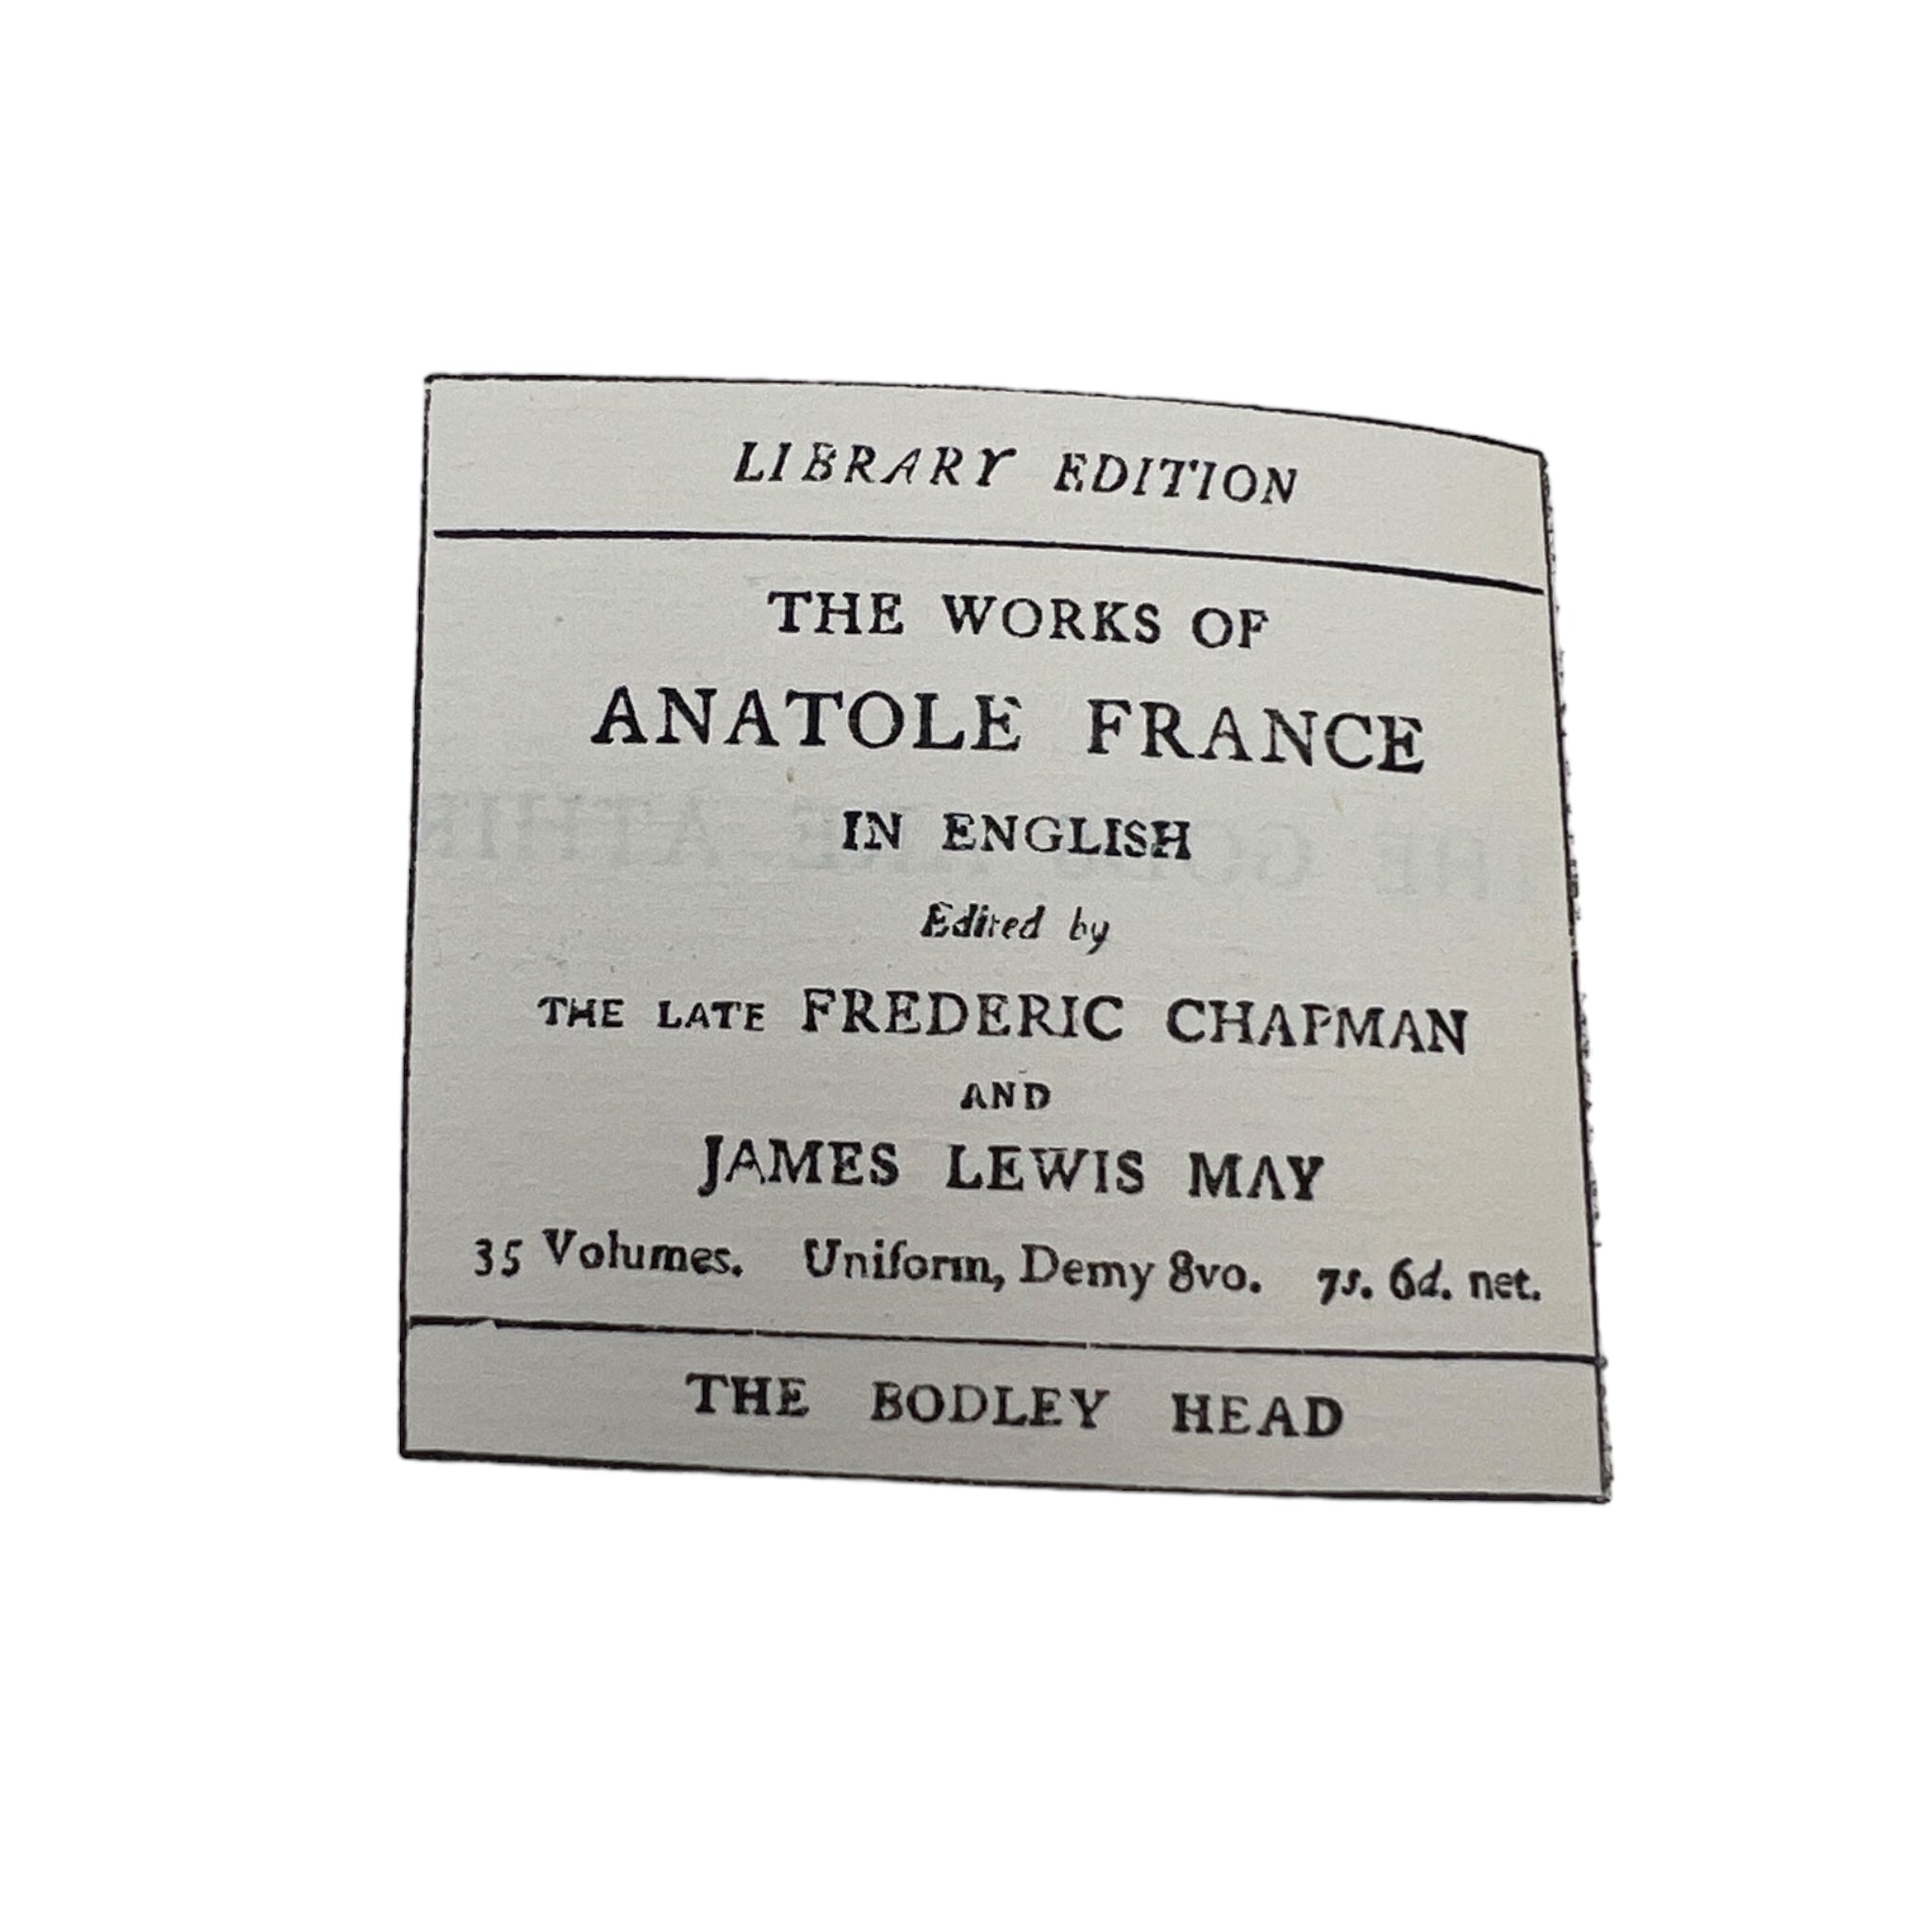 LIBRARY EDITION
THE WORKS OF
ANATOLE FRANCE
IN ENGLISH
Edited by
THE LATE FREDERIC CHAPMAN
AND
JAMES LEWIS MAY
35 Volumes. Uniform, Demy 8vo. 7s. 6d. net.
THE BODLEY HEAD